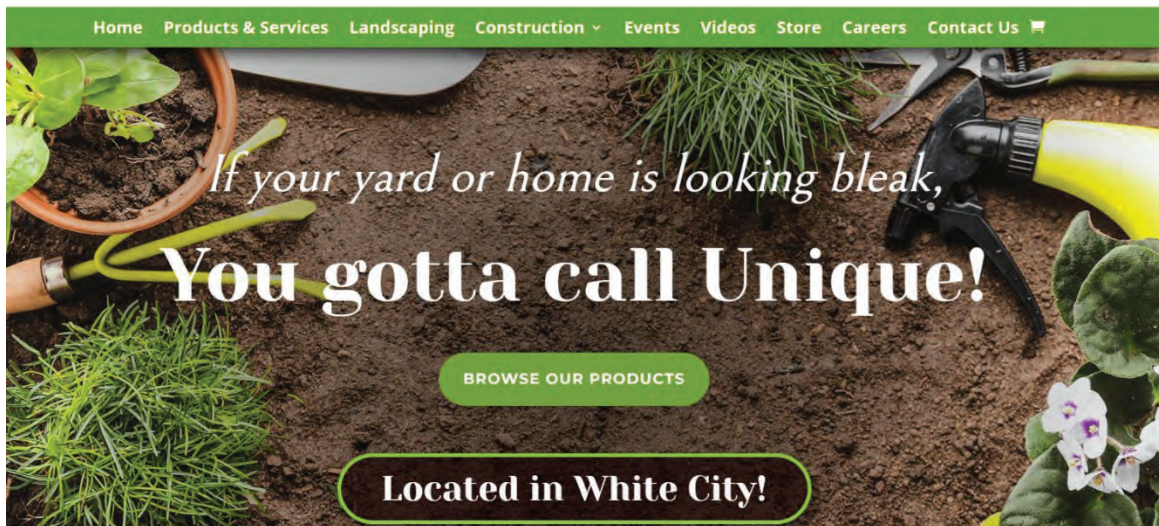 Home Products & Services Landscaping Construction Events Videos Store Careers Contact Us
If your yard or home is looking bleak,
You gotta call Unique!
BROWSE OUR PRODUCTS
Located in White City!